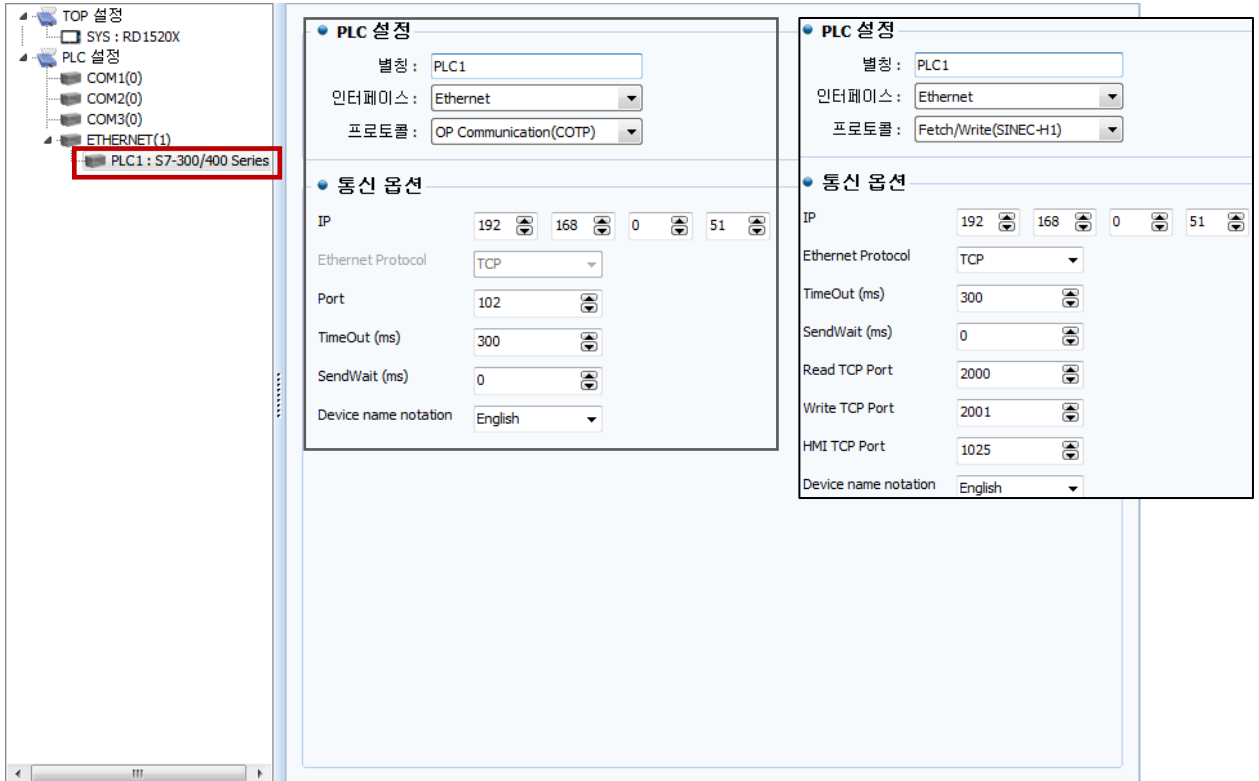 TOP 설정
SYS : RD1520X
PLC 설정
COM1(0)
COM2(0)
COM3(0)
ETHERNET(1)
PLC1 : S7-300/400 Series
PLC 설정
별칭 : PLC1
인터페이스 : Ethernet
프로토콜 : OP Communication(COTP)
통신 옵션
IP 192 168 0 51
Ethernet Protocol TCP
Port 102
TimeOut (ms) 300
SendWait (ms) 0
Device name notation English
PLC 설정
별칭 : PLC1
인터페이스 : Ethernet
프로토콜 : Fetch/Write(SINEC-H1)
통신 옵션
IP 192 168 0 51
Ethernet Protocol TCP
TimeOut (ms) 300
SendWait (ms) 0
Read TCP Port 2000
Write TCP Port 2001
HMI TCP Port 1025
Device name notation English